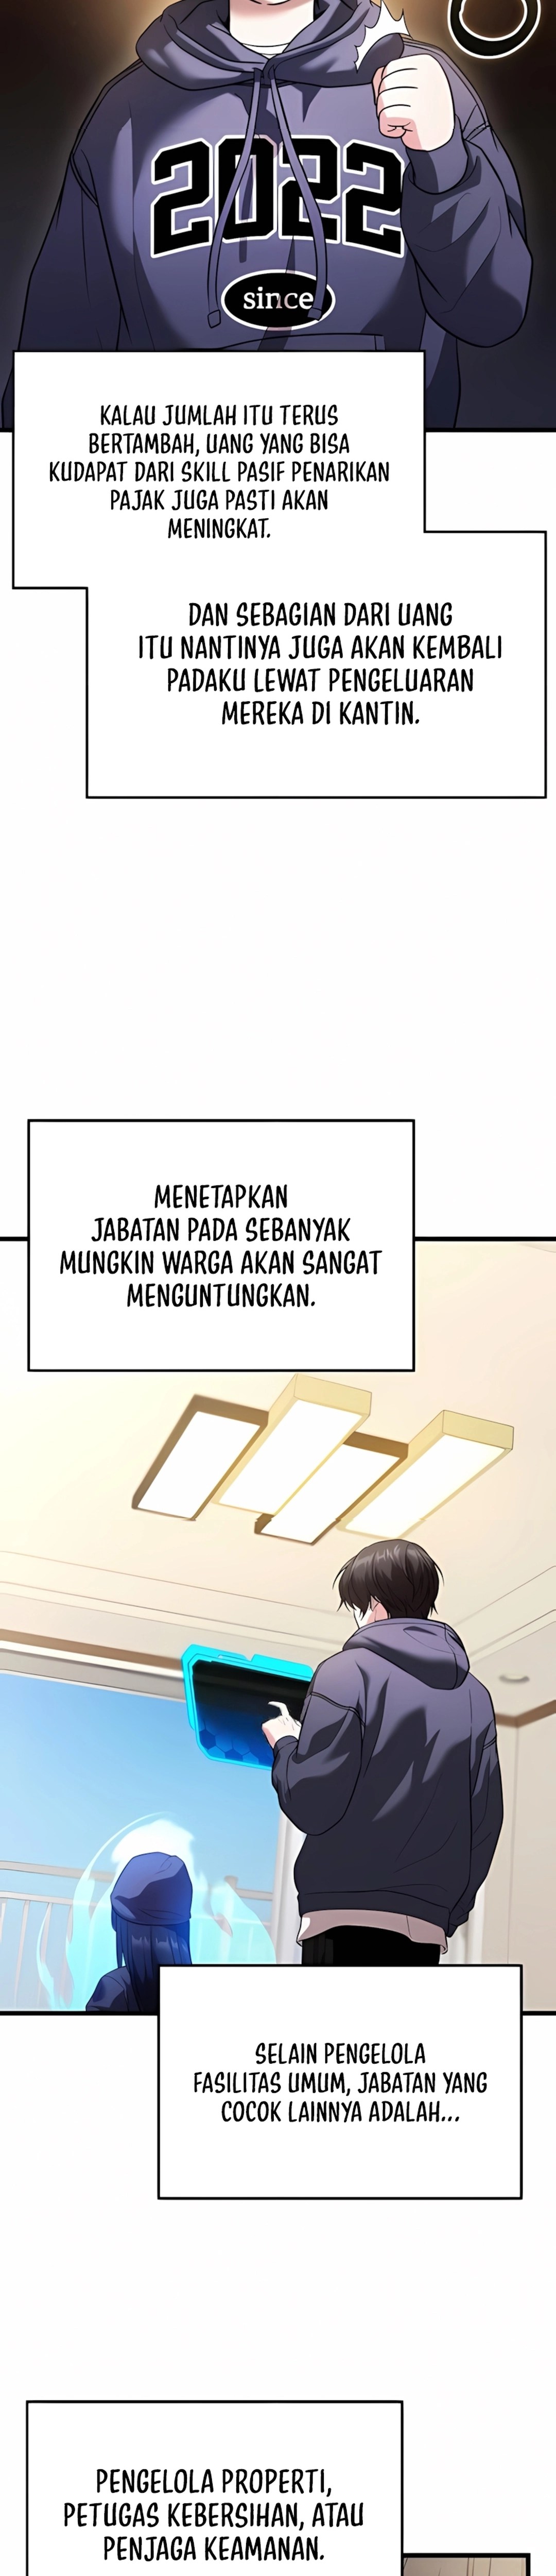 2022
since
KALAU JUMLAH ITU TERUS
BERTAMBAH, UANG YANG BISA
KUDAPAT DARI SKILL PASIF PENARIKAN
PAJAK JUGA PASTI AKAN
MENINGKAT.
DAN SEBAGIAN DARI UANG
ITU NANTINYA JUGA AKAN KEMBALI
PADAKU LEWAT PENGELUARAN
MEREKA DI KANTIN.
MENETAPKAN
JABATAN PADA SEBANYAK
MUNGKIN WARGA AKAN SANGAT
MENGUNTUNGKAN.
SELAIN PENGELOLA
FASILITAS UMUM, JABATAN YANG
COCOK LAINNYA ADALAH...
PENGELOLA PROPERTI,
PETUGAS KEBERSIHAN, ATAU
PENJAGA KEAMANAN.